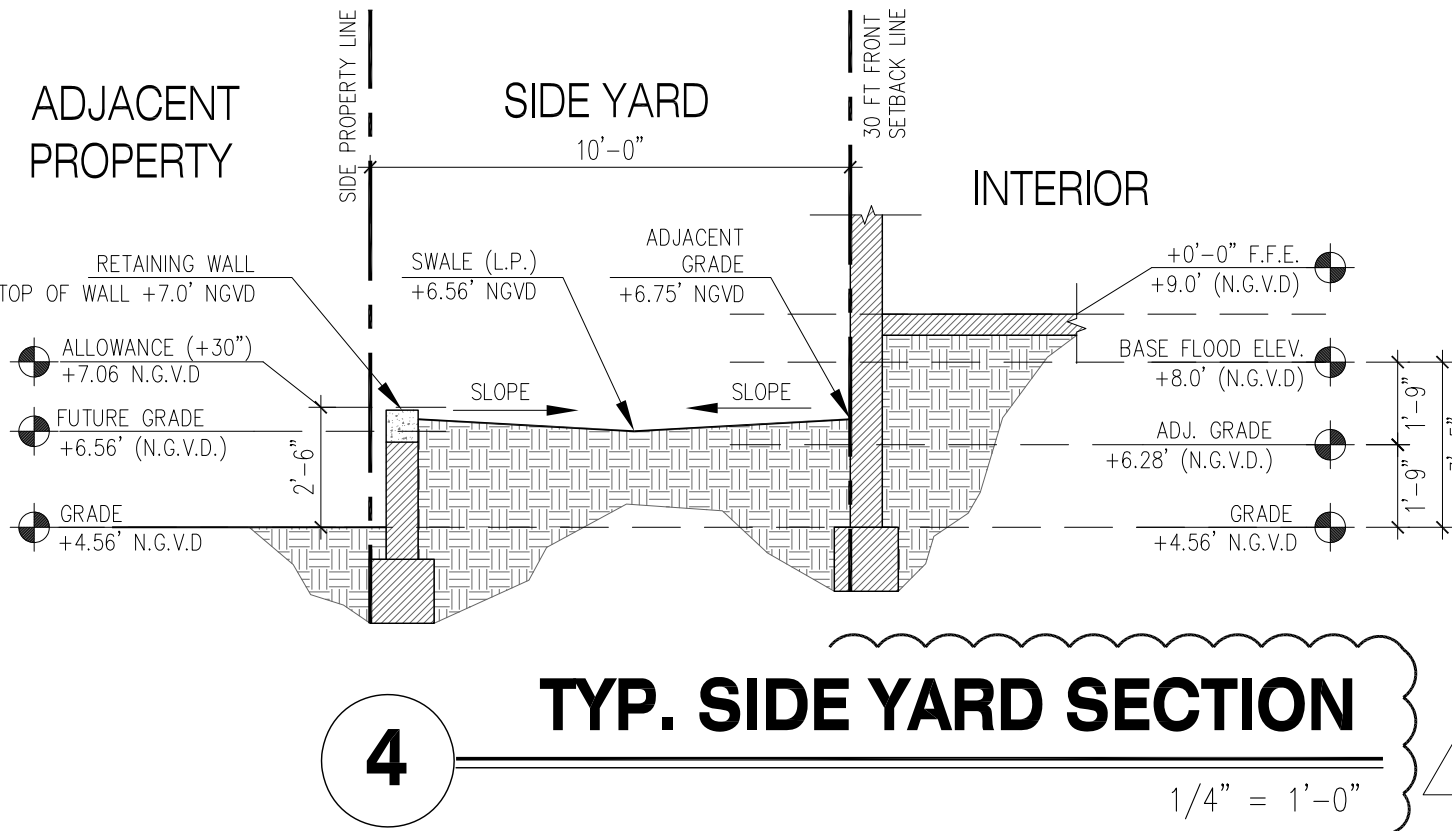 SIDE PROPERTY LINE
30 FT FRONT
SETBACK LINE
ADJACENT
PROPERTY
SIDE YARD
10'-0"
INTERIOR
RETAINING WALL
TOP OF WALL +7.0' NGVD
SWALE (L.P.)
+6.56' NGVD
ADJACENT
GRADE
+6.75' NGVD
+0'-0" F.F.E.
+9.0' (N.G.V.D)
ALLOWANCE (+30")
+7.06 N.G.V.D
BASE FLOOD ELEV.
+8.0' (N.G.V.D)
SLOPE
SLOPE
FUTURE GRADE
+6.56' (N.G.V.D.)
ADJ. GRADE
+6.28' (N.G.V.D.)
2'-6"
1'-9"
1'-9"
GRADE
+4.56' N.G.V.D
GRADE
+4.56' N.G.V.D
4
TYP. SIDE YARD SECTION
1/4" = 1'-0"